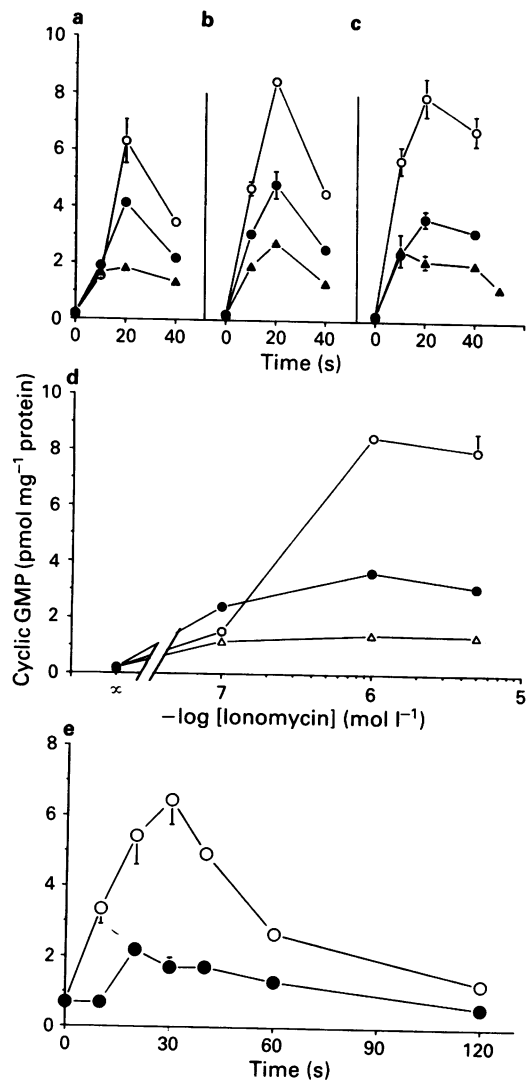 a b c
10
8
6
4
2
0
0 20 40 0 20 40 0 20 40
Time (s)
Cyclic GMP (pmol mg⁻¹ protein)
d
10
8
6
4
2
0
∝ 7 6 5
−log [Ionomycin] (mol l⁻¹)
e
8
6
4
2
0
0 30 60 90 120
Time (s)